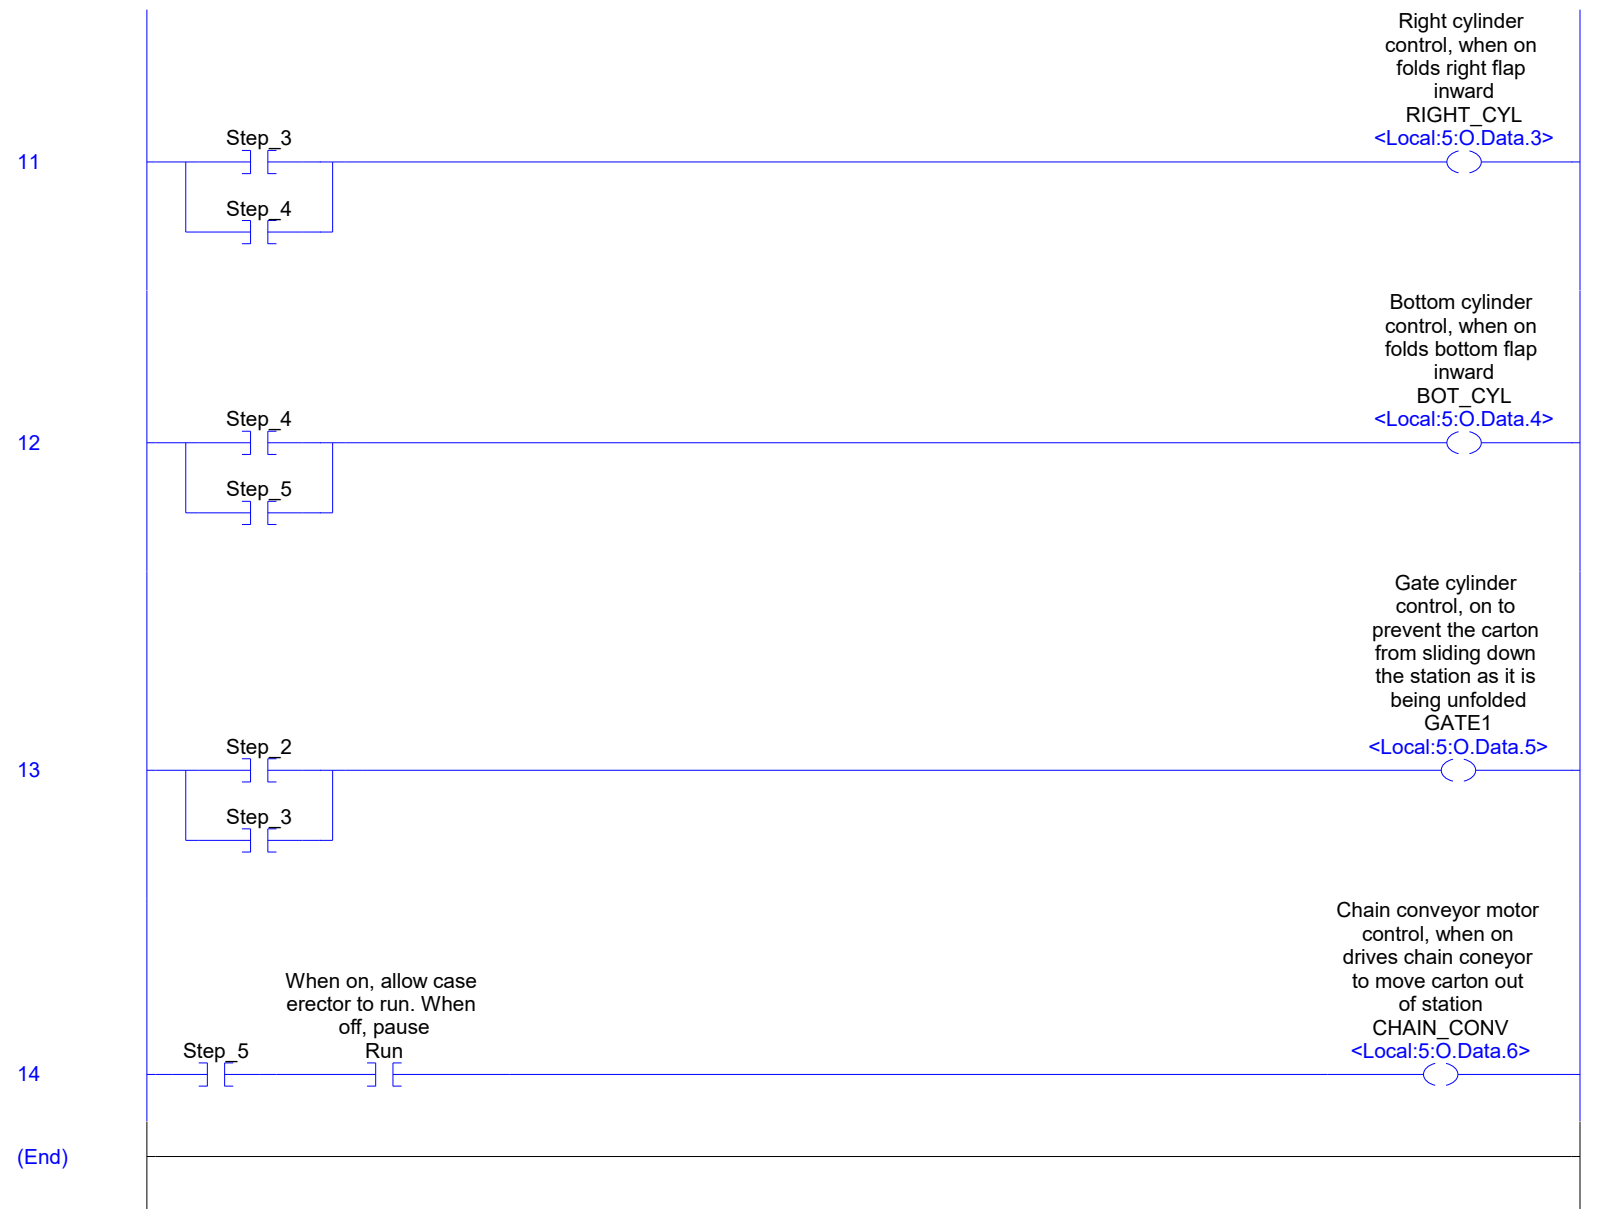 Right cylinder
control, when on
folds right flap
inward
RIGHT_CYL
<Local:5:O.Data.3>
Step_3
11
Step_4
Bottom cylinder
control, when on
folds bottom flap
inward
BOT_CYL
<Local:5:O.Data.4>
Step_4
12
Step_5
Gate cylinder
control, on to
prevent the carton
from sliding down
the station as it is
being unfolded
GATE1
<Local:5:O.Data.5>
Step_2
13
Step_3
Chain conveyor motor
control, when on
drives chain coneyor
to move carton out
of station
CHAIN_CONV
<Local:5:O.Data.6>
When on, allow case
erector to run. When
off, pause
Step_5
Run
14
(End)